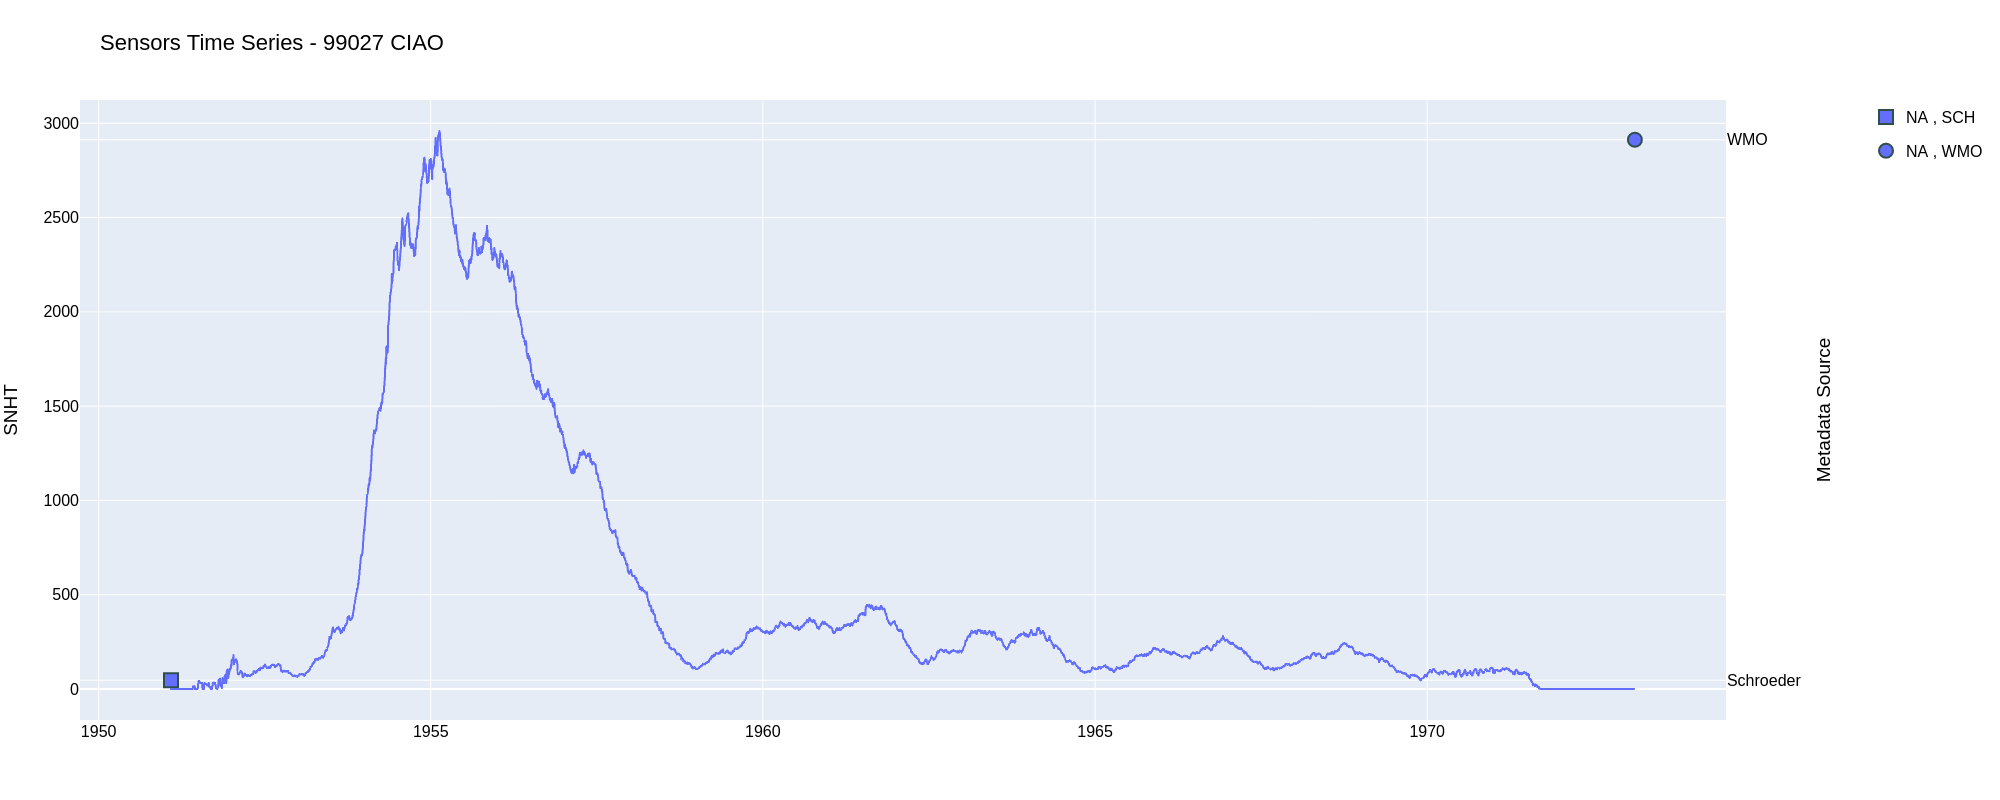 Sensors Time Series - 99027 CIAO
NA , SCH
NA , WMO
3000
2500
2000
1500
1000
500
0
SNHT
1950
1955
1960
1965
1970
WMO
Schroeder
Metadata Source